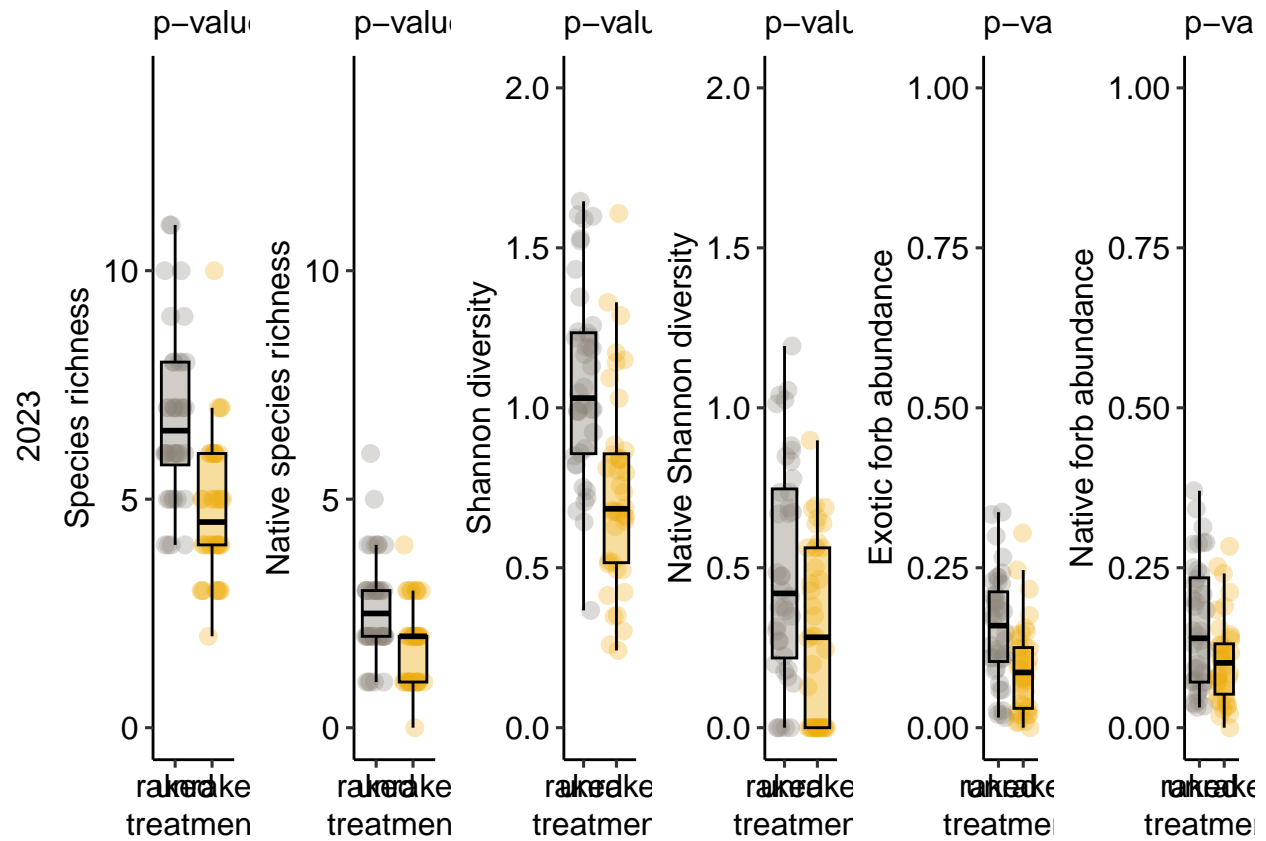 p−valu
p−valu
p−valu
p−valu
p−va
p−va
2023
Species richness
10
5
0
Native species richness
10
5
0
Shannon diversity
2.0
1.5
1.0
0.5
0.0
Native Shannon diversity
2.0
1.5
1.0
0.5
0.0
Exotic forb abundance
1.00
0.75
0.50
0.25
0.00
Native forb abundance
1.00
0.75
0.50
0.25
0.00
treatmen
treatmen
treatmen
treatmen
treatme
treatme